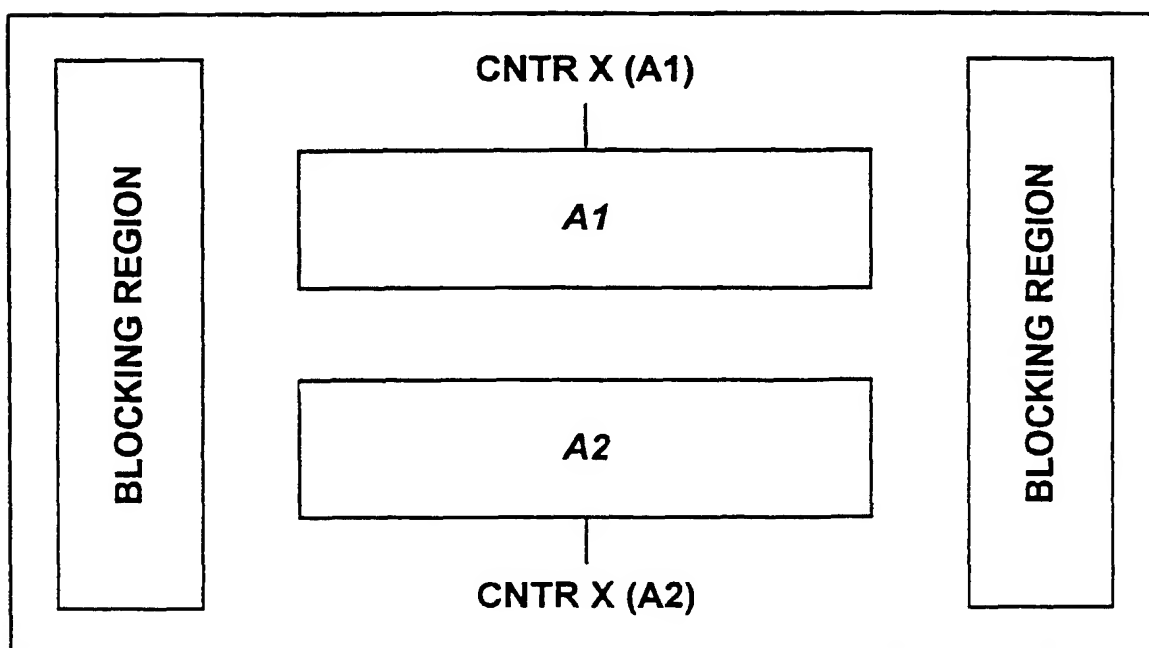 BLOCKING REGION
CNTR X (A1)
A1
A2
CNTR X (A2)
BLOCKING REGION